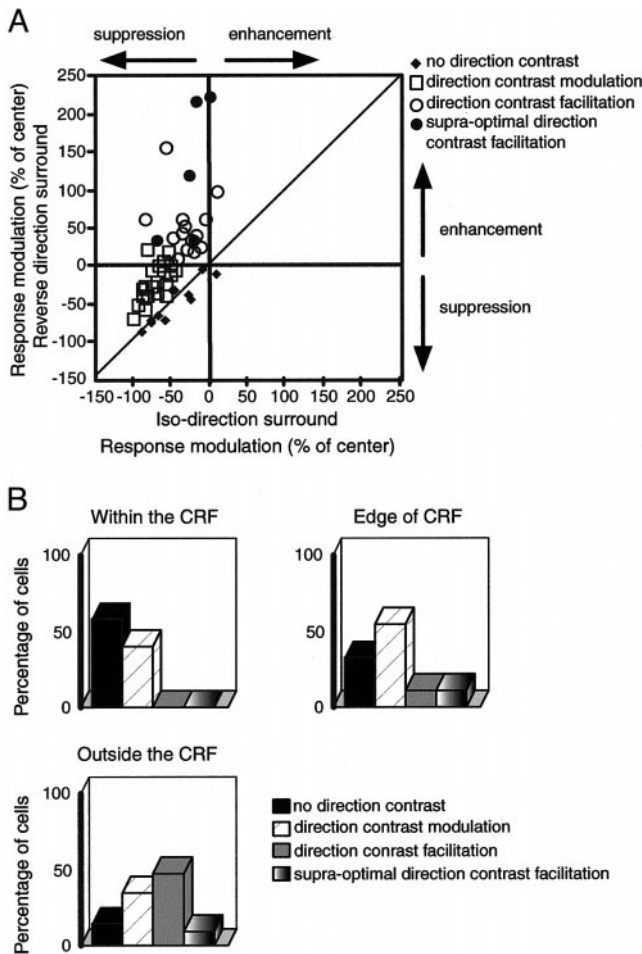 A
suppression
enhancement
no direction contrast
direction contrast modulation
direction contrast facilitation
supra-optimal direction
contrast facilitation
Response modulation (% of center)
Reverse direction surround
250
200
150
100
50
0
-50
-100
-150
-150 -100 -50 0 50 100 150 200 250
Iso-direction surround
Response modulation (% of center)
enhancement
suppression
B
Within the CRF
Percentage of cells
100
50
0
Edge of CRF
Percentage of cells
100
50
0
Outside the CRF
Percentage of cells
100
50
0
no direction contrast
direction contrast modulation
direction conrast facilitation
supra-optimal direction contrast facilitation